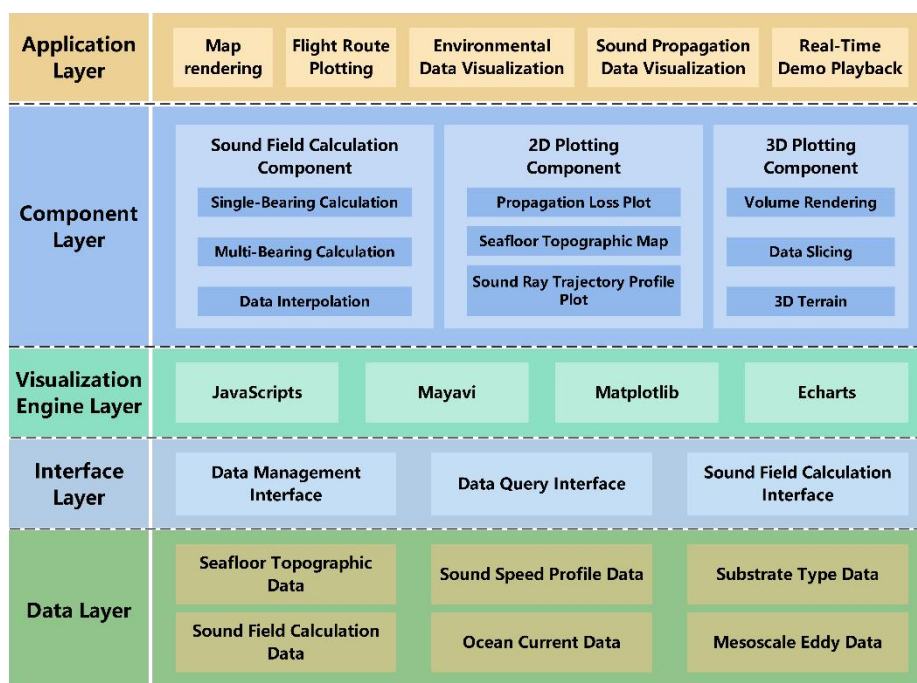 Application
Layer
Map
rendering
Flight Route
Plotting
Environmental
Data Visualization
Sound Propagation
Data Visualization
Real-Time
Demo Playback
Component
Layer
Sound Field Calculation
Component
Single-Bearing Calculation
Multi-Bearing Calculation
Data Interpolation
2D Plotting
Component
Propagation Loss Plot
Seafloor Topographic Map
Sound Ray Trajectory Profile
Plot
3D Plotting
Component
Volume Rendering
Data Slicing
3D Terrain
Visualization
Engine Layer
JavaScripts
Mayavi
Matplotlib
Echarts
Interface
Layer
Data Management
Interface
Data Query Interface
Sound Field Calculation
Interface
Data Layer
Seafloor Topographic
Data
Sound Speed Profile Data
Substrate Type Data
Sound Field Calculation
Data
Ocean Current Data
Mesoscale Eddy Data